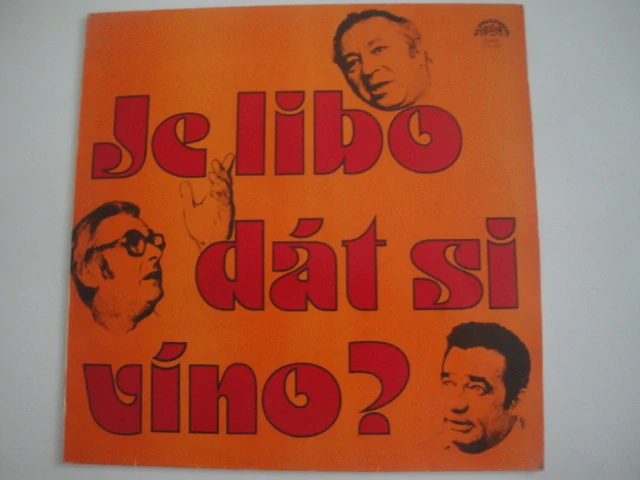 Je libo
dát si
víno?